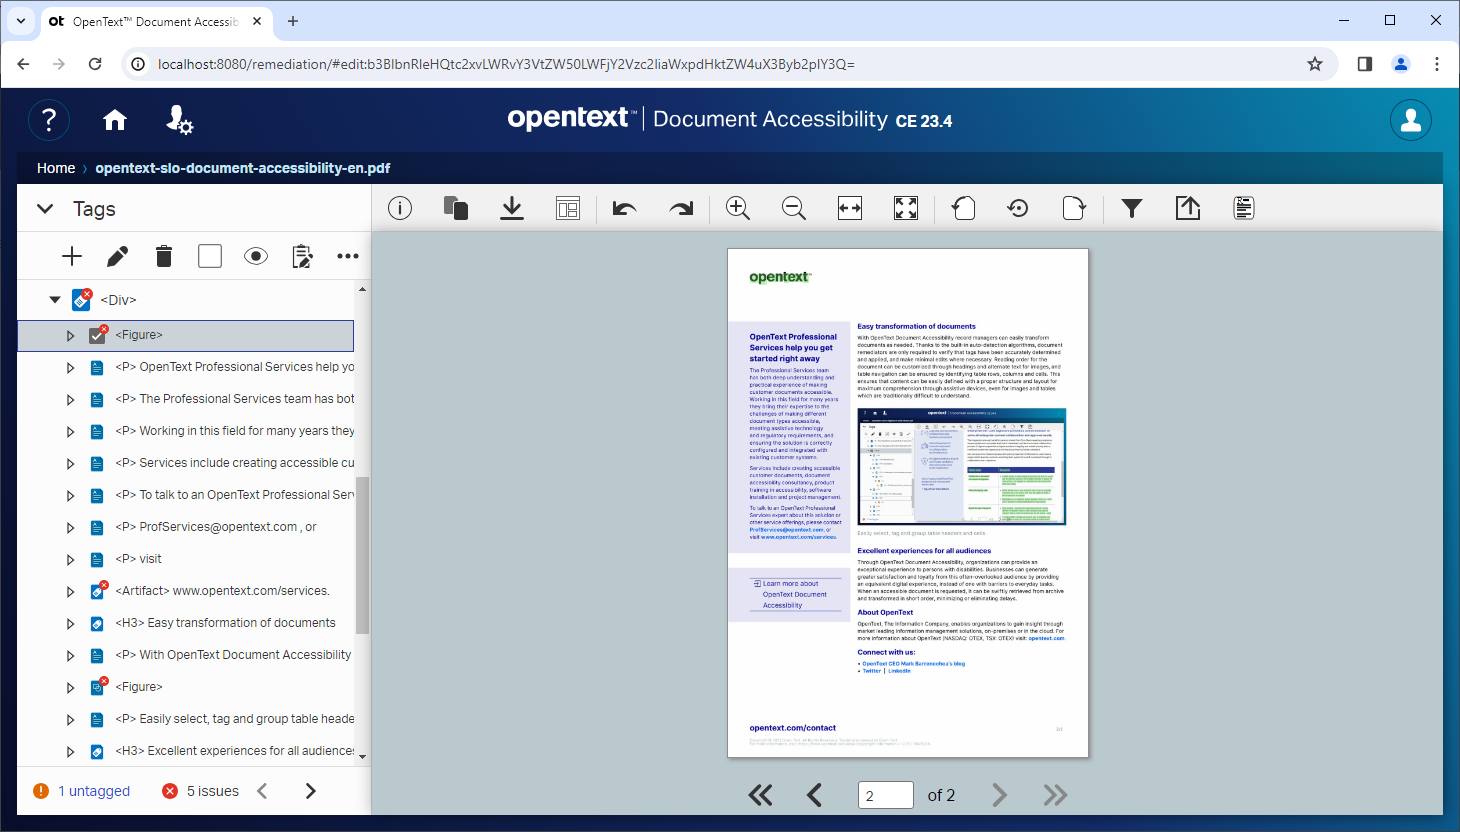 OpenText™ Document Accessib
localhost:8080/remediation/#edit:b3BlbnRleHQtc2xvLWRvY3VtZW50LWFjY2Vzc2liaWxpdHktZW4uX3Byb2plY3Q=
opentext™ | Document Accessibility CE 23.4
Home › opentext-slo-document-accessibility-en.pdf
Tags
<Div>
<Figure>
<P> OpenText Professional Services help yo
<P> The Professional Services team has bot
<P> Working in this field for many years they
<P> Services include creating accessible cu
<P> To talk to an OpenText Professional Ser
<P> ProfServices@opentext.com , or
<P> visit
<Artifact> www.opentext.com/services.
<H3> Easy transformation of documents
<P> With OpenText Document Accessibility
<Figure>
<P> Easily select, tag and group table heade
<H3> Excellent experiences for all audiences
1 untagged
5 issues
opentext™
OpenText Professional
Services help you get
started right away
The Professional Services team
has both deep understanding and
practical experience of making
customer documents accessible.
Working in this field for many years
they bring their expertise to the
challenges of making different
document types accessible,
meeting assistive technology
and regulatory requirements, and
ensuring the solution is correctly
configured and integrated with
existing customer systems.
Services include creating accessible
customer documents, document
accessibility consultancy, product
training in accessibility, software
installation and project management.
To talk to an OpenText Professional
Services expert about this solution or
other service offerings, please contact
ProfServices@opentext.com, or
visit www.opentext.com/services.
Learn more about
OpenText Document
Accessibility
Easy transformation of documents
With OpenText Document Accessibility record managers can easily transform
documents as needed. Thanks to the built-in auto-detection algorithms, document
remediators are only required to verify that tags have been accurately determined
and applied, and make minimal edits where necessary. Reading order for the
document can be customized through headings and alternate text for images, and
table navigation can be ensured by identifying table rows, columns and cells. This
ensures that content can be easily defined with a proper structure and layout for
maximum comprehension through assistive devices, even for images and tables
which are traditionally difficult to understand.
opentext | Document Accessibility
Tags
Easily select, tag and group table headers and cells.
Excellent experiences for all audiences
Through OpenText Document Accessibility, organizations can provide an
exceptional experience to persons with disabilities. Businesses can generate
greater satisfaction and loyalty from this often-overlooked audience by providing
an equivalent digital experience, instead of one with barriers to everyday tasks.
When an accessible document is requested, it can be swiftly retrieved from archive
and transformed in short order, minimizing or eliminating delays.
About OpenText
OpenText, The Information Company, enables organizations to gain insight through
market leading information management solutions, on-premises or in the cloud. For
more information about OpenText (NASDAQ: OTEX, TSX: OTEX) visit: opentext.com.
Connect with us:
• OpenText CEO Mark Barrenechea's blog
• Twitter | LinkedIn
opentext.com/contact
2/2
2 of 2